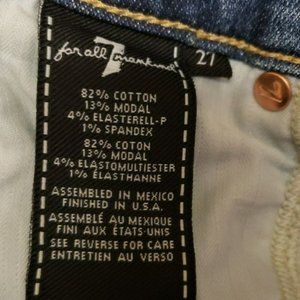 for all 7 mankind
27
82% COTTON
13% MODAL
4% ELASTERELL-P
1% SPANDEX
82% COTON
13% MODAL
4% ELASTOMULTIESTER
1% ELASTHANNE
ASSEMBLED IN MEXICO
FINISHED IN U.S.A.
ASSEMBLÉ AU MEXIQUE
FINI AUX ÉTATS-UNIS
SEE REVERSE FOR CARE
ENTRETIEN AU VERSO